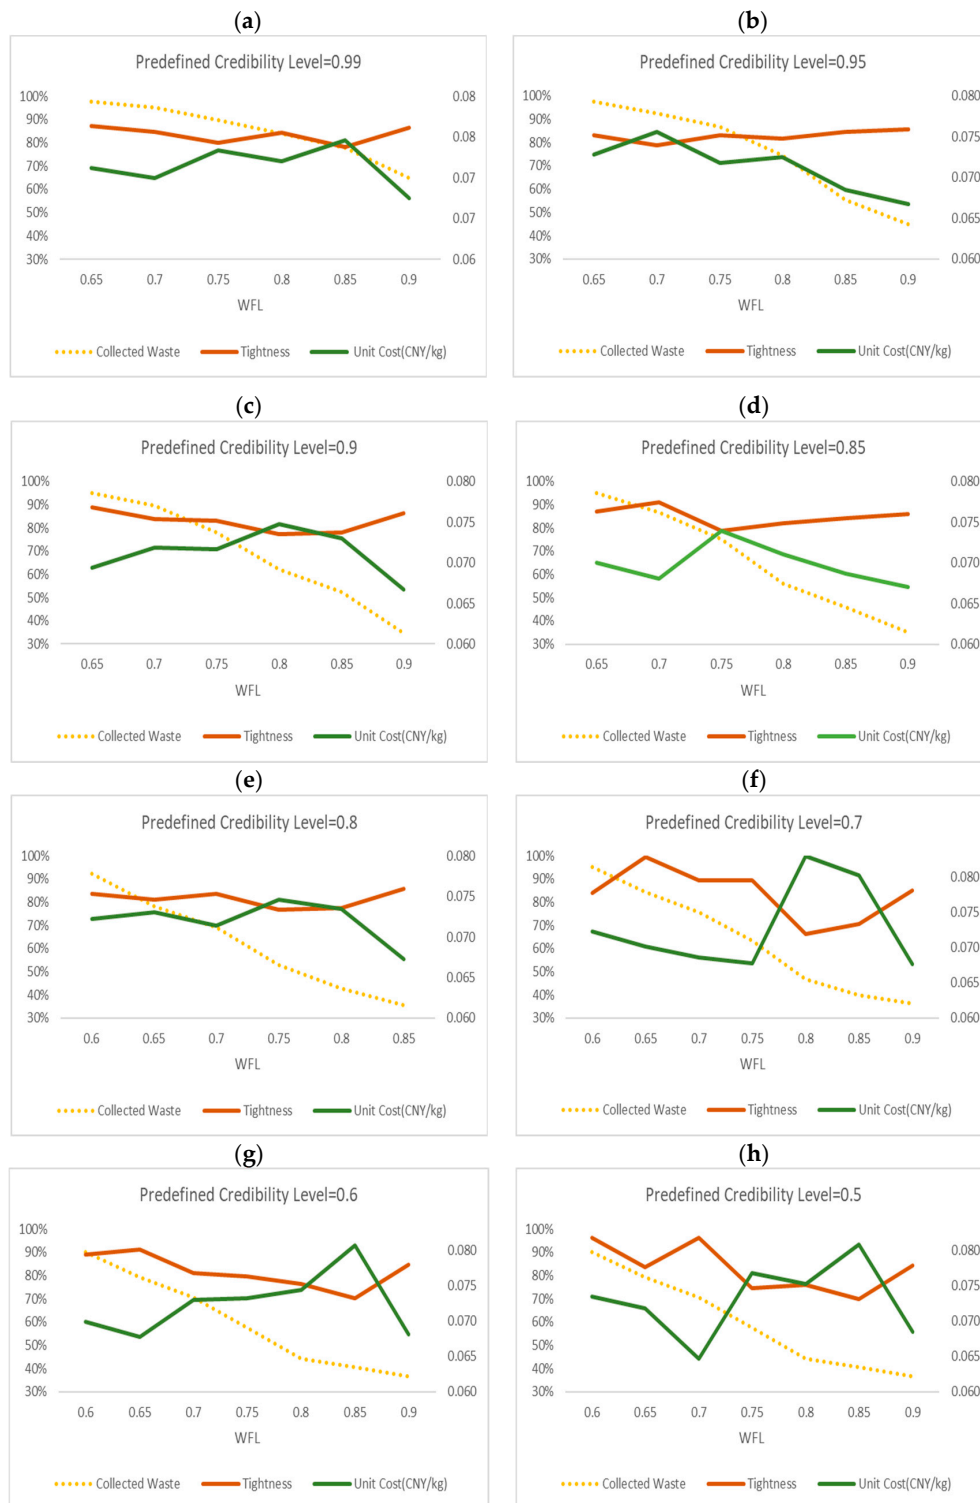 (a)
Predefined Credibility Level=0.99
100% 0.08
90%
80% 0.08
70% 0.07
60%
50% 0.07
40%
30% 0.06
0.65 0.7 0.75 0.8 0.85 0.9
WFL
Collected Waste Tightness Unit Cost(CNY/kg)
(b)
Predefined Credibility Level=0.95
100% 0.080
90%
80% 0.075
70% 0.070
60%
50% 0.065
40%
30% 0.060
0.65 0.7 0.75 0.8 0.85 0.9
WFL
Collected Waste Tightness Unit Cost(CNY/kg)
(c)
Predefined Credibility Level=0.9
100% 0.080
90%
80% 0.075
70% 0.070
60%
50% 0.065
40%
30% 0.060
0.65 0.7 0.75 0.8 0.85 0.9
WFL
Collected Waste Tightness Unit Cost(CNY/kg)
(d)
Predefined Credibility Level=0.85
100% 0.080
90%
80% 0.075
70% 0.070
60%
50% 0.065
40%
30% 0.060
0.65 0.7 0.75 0.8 0.85 0.9
WFL
Collected Waste Tightness Unit Cost(CNY/kg)
(e)
Predefined Credibility Level=0.8
100% 0.080
90%
80% 0.075
70% 0.070
60%
50% 0.065
40%
30% 0.060
0.6 0.65 0.7 0.75 0.8 0.85
WFL
Collected Waste Tightness Unit Cost(CNY/kg)
(f)
Predefined Credibility Level=0.7
100%
90% 0.080
80% 0.075
70%
60% 0.070
50% 0.065
40%
30% 0.060
0.6 0.65 0.7 0.75 0.8 0.85 0.9
WFL
Collected Waste Tightness Unit Cost(CNY/kg)
(g)
Predefined Credibility Level=0.6
100%
90% 0.080
80% 0.075
70%
60% 0.070
50% 0.065
40%
30% 0.060
0.6 0.65 0.7 0.75 0.8 0.85 0.9
WFL
Collected Waste Tightness Unit Cost(CNY/kg)
(h)
Predefined Credibility Level=0.5
100%
90% 0.080
80% 0.075
70%
60% 0.070
50% 0.065
40%
30% 0.060
0.6 0.65 0.7 0.75 0.8 0.85 0.9
WFL
Collected Waste Tightness Unit Cost(CNY/kg)